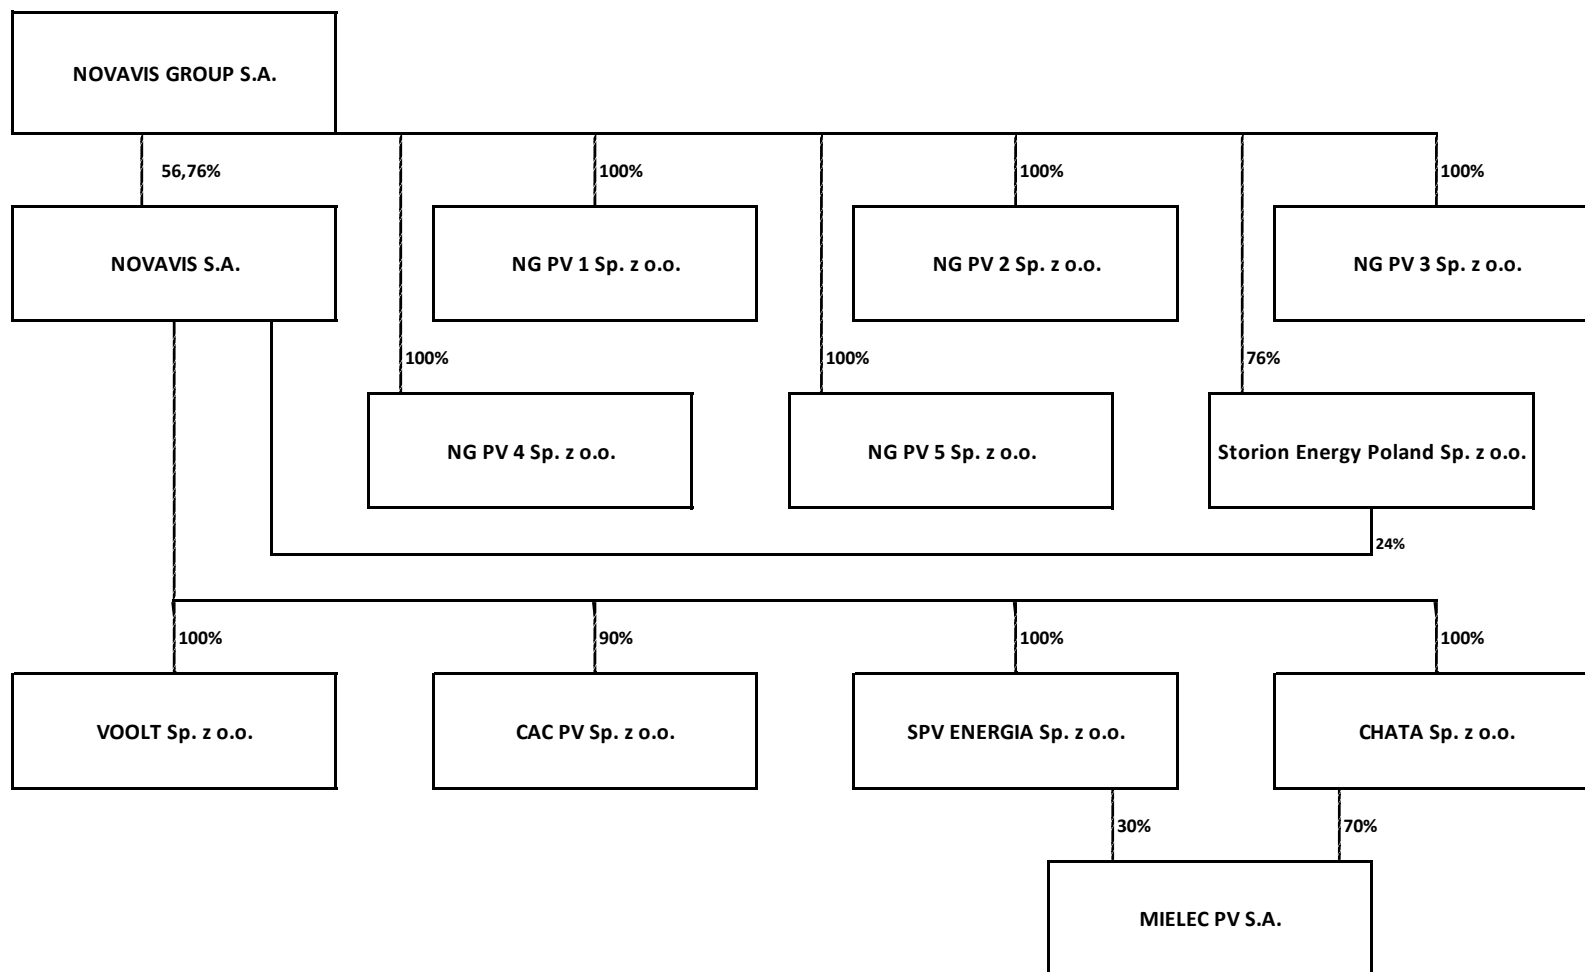 NOVAVIS GROUP S.A.
56,76%
100%
100%
100%
NOVAVIS S.A.
NG PV 1 Sp. z o.o.
NG PV 2 Sp. z o.o.
NG PV 3 Sp. z o.o.
100%
100%
76%
NG PV 4 Sp. z o.o.
NG PV 5 Sp. z o.o.
Storion Energy Poland Sp. z o.o.
24%
100%
90%
100%
100%
VOOLT Sp. z o.o.
CAC PV Sp. z o.o.
SPV ENERGIA Sp. z o.o.
CHATA Sp. z o.o.
30%
70%
MIELEC PV S.A.